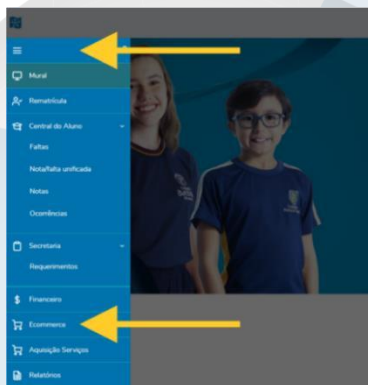 Mural
Rematrícula
Central do Aluno
Faltas
Nota/falta unificada
Notas
Ocorrências
Secretaria
Requerimentos
Financeiro
Ecommerce
Aquisição Serviços
Relatórios